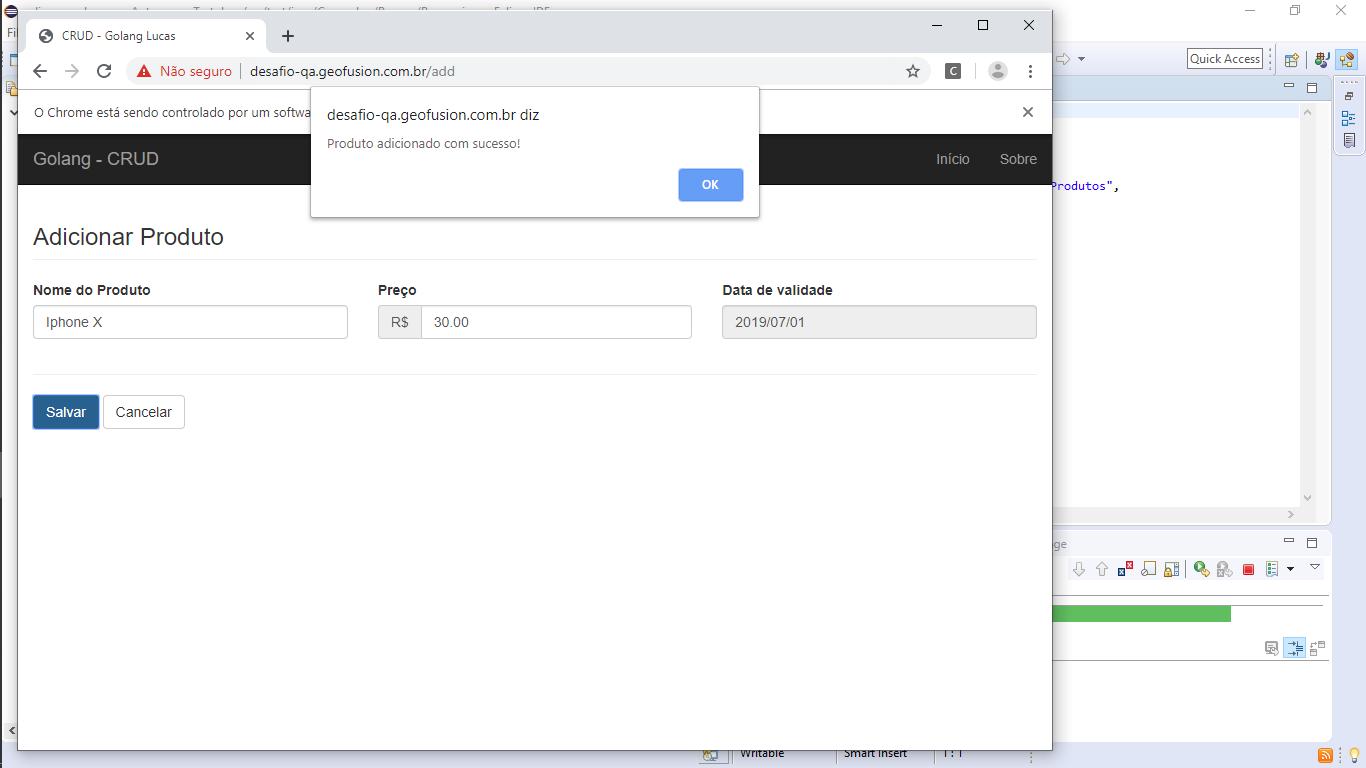 CRUD - Golang Lucas
Não seguro
desafio-qa.geofusion.com.br/add
C
Quick Access
O Chrome está sendo controlado por um softwa
desafio-qa.geofusion.com.br diz
Produto adicionado com sucesso!
OK
Golang - CRUD
Início
Sobre
Produtos",
Adicionar Produto
Nome do Produto
Preço
Data de validade
Iphone X
R$
30.00
2019/07/01
Salvar
Cancelar
ge
Writable
Smart Insert
1 : 1